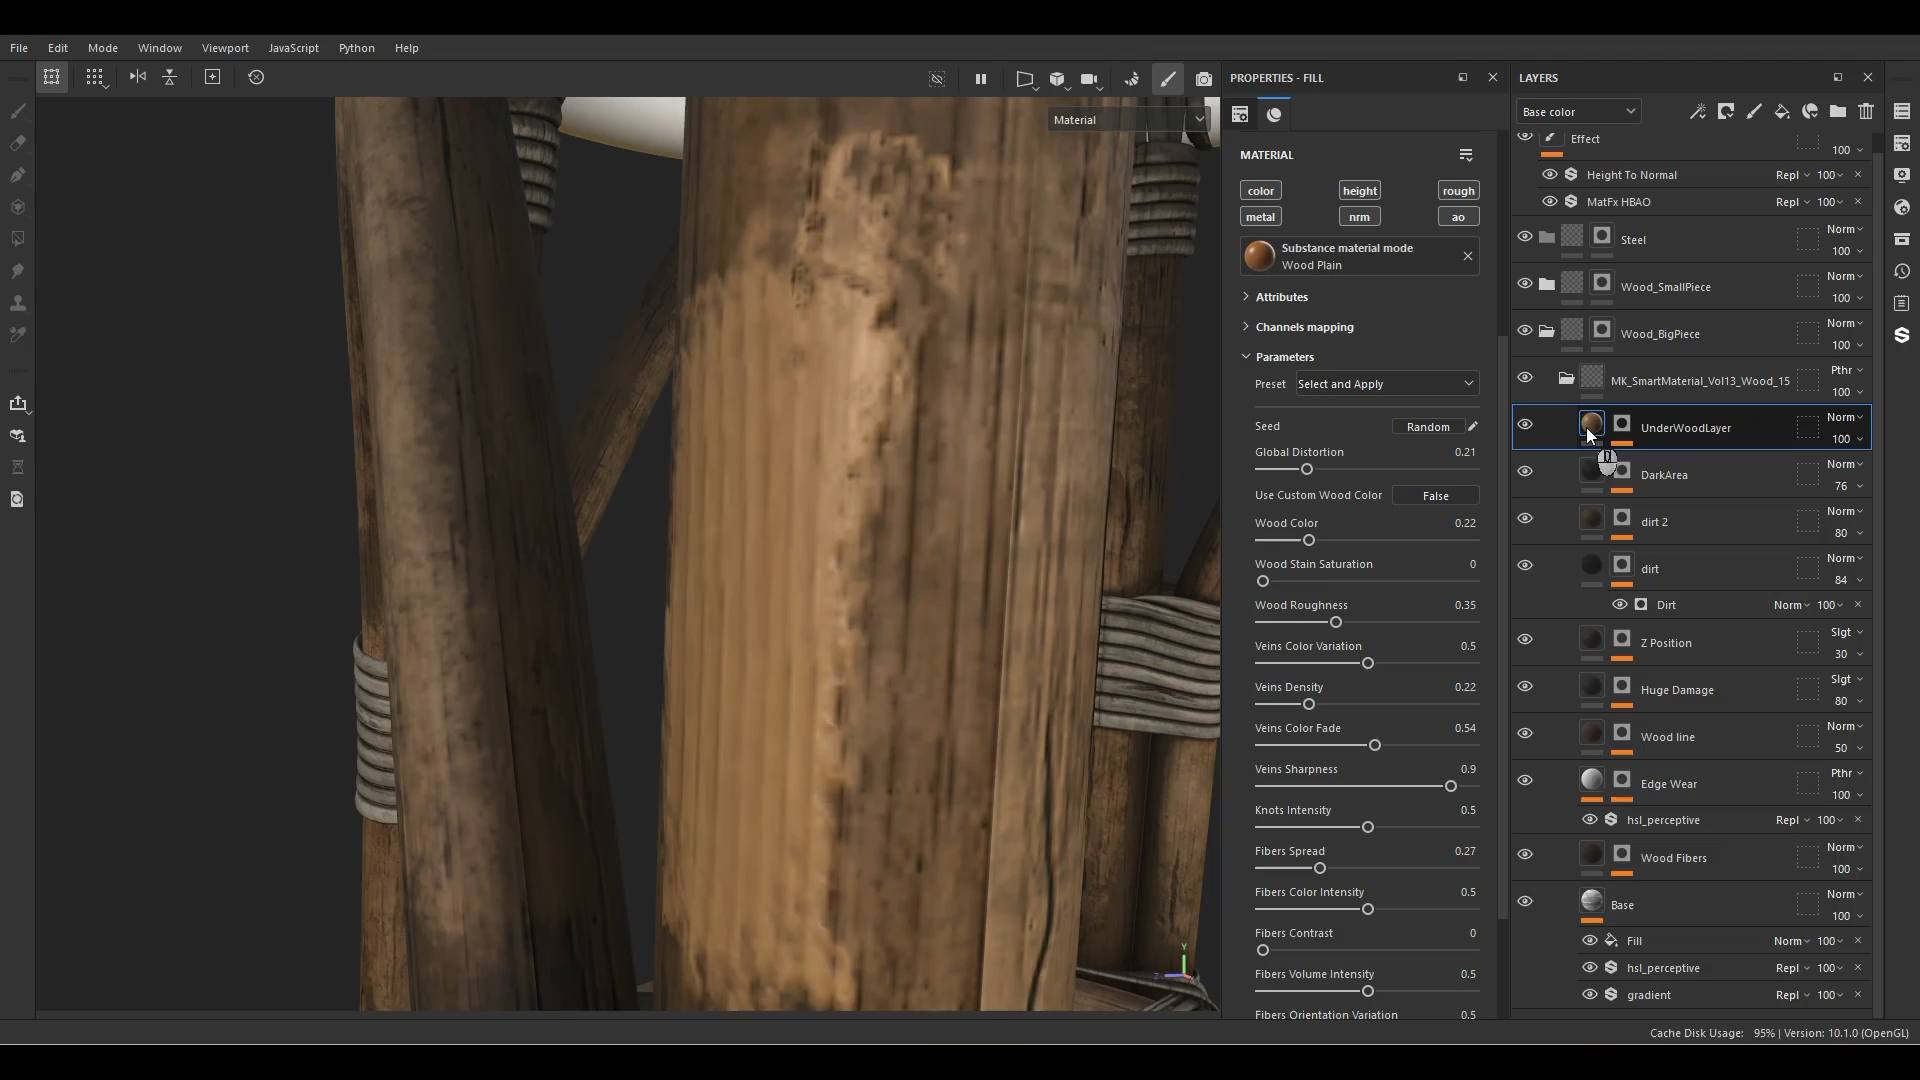 File Edit Mode Window Viewport JavaScript Python Help
Material
PROPERTIES - FILL
MATERIAL
color height rough
metal nrm ao
Substance material mode
Wood Plain
Attributes
Channels mapping
Parameters
Preset Select and Apply
Seed Random
Global Distortion 0.21
Use Custom Wood Color False
Wood Color 0.22
Wood Stain Saturation 0
Wood Roughness 0.35
Veins Color Variation 0.5
Veins Density 0.22
Veins Color Fade 0.54
Veins Sharpness 0.9
Knots Intensity 0.5
Fibers Spread 0.27
Fibers Color Intensity 0.5
Fibers Contrast 0
Fibers Volume Intensity 0.5
Fibers Orientation Variation 0.5
LAYERS
Base color
Effect 100
Height To Normal Repl 100
MatFx HBAO Repl 100
Steel Norm 100
Wood_SmallPiece Norm 100
Wood_BigPiece Norm 100
MK_SmartMaterial_Vol13_Wood_15 Pthr 100
UnderWoodLayer Norm 100
DarkArea Norm 76
dirt 2 Norm 80
dirt Norm 84
Dirt Norm 100
Z Position Slgt 30
Huge Damage Slgt 80
Wood line Norm 50
Edge Wear Pthr 100
hsl_perceptive Repl 100
Wood Fibers Norm 100
Base Norm 100
Fill Norm 100
hsl_perceptive Repl 100
gradient Repl 100
Y
Z
Cache Disk Usage: 95% | Version: 10.1.0 (OpenGL)